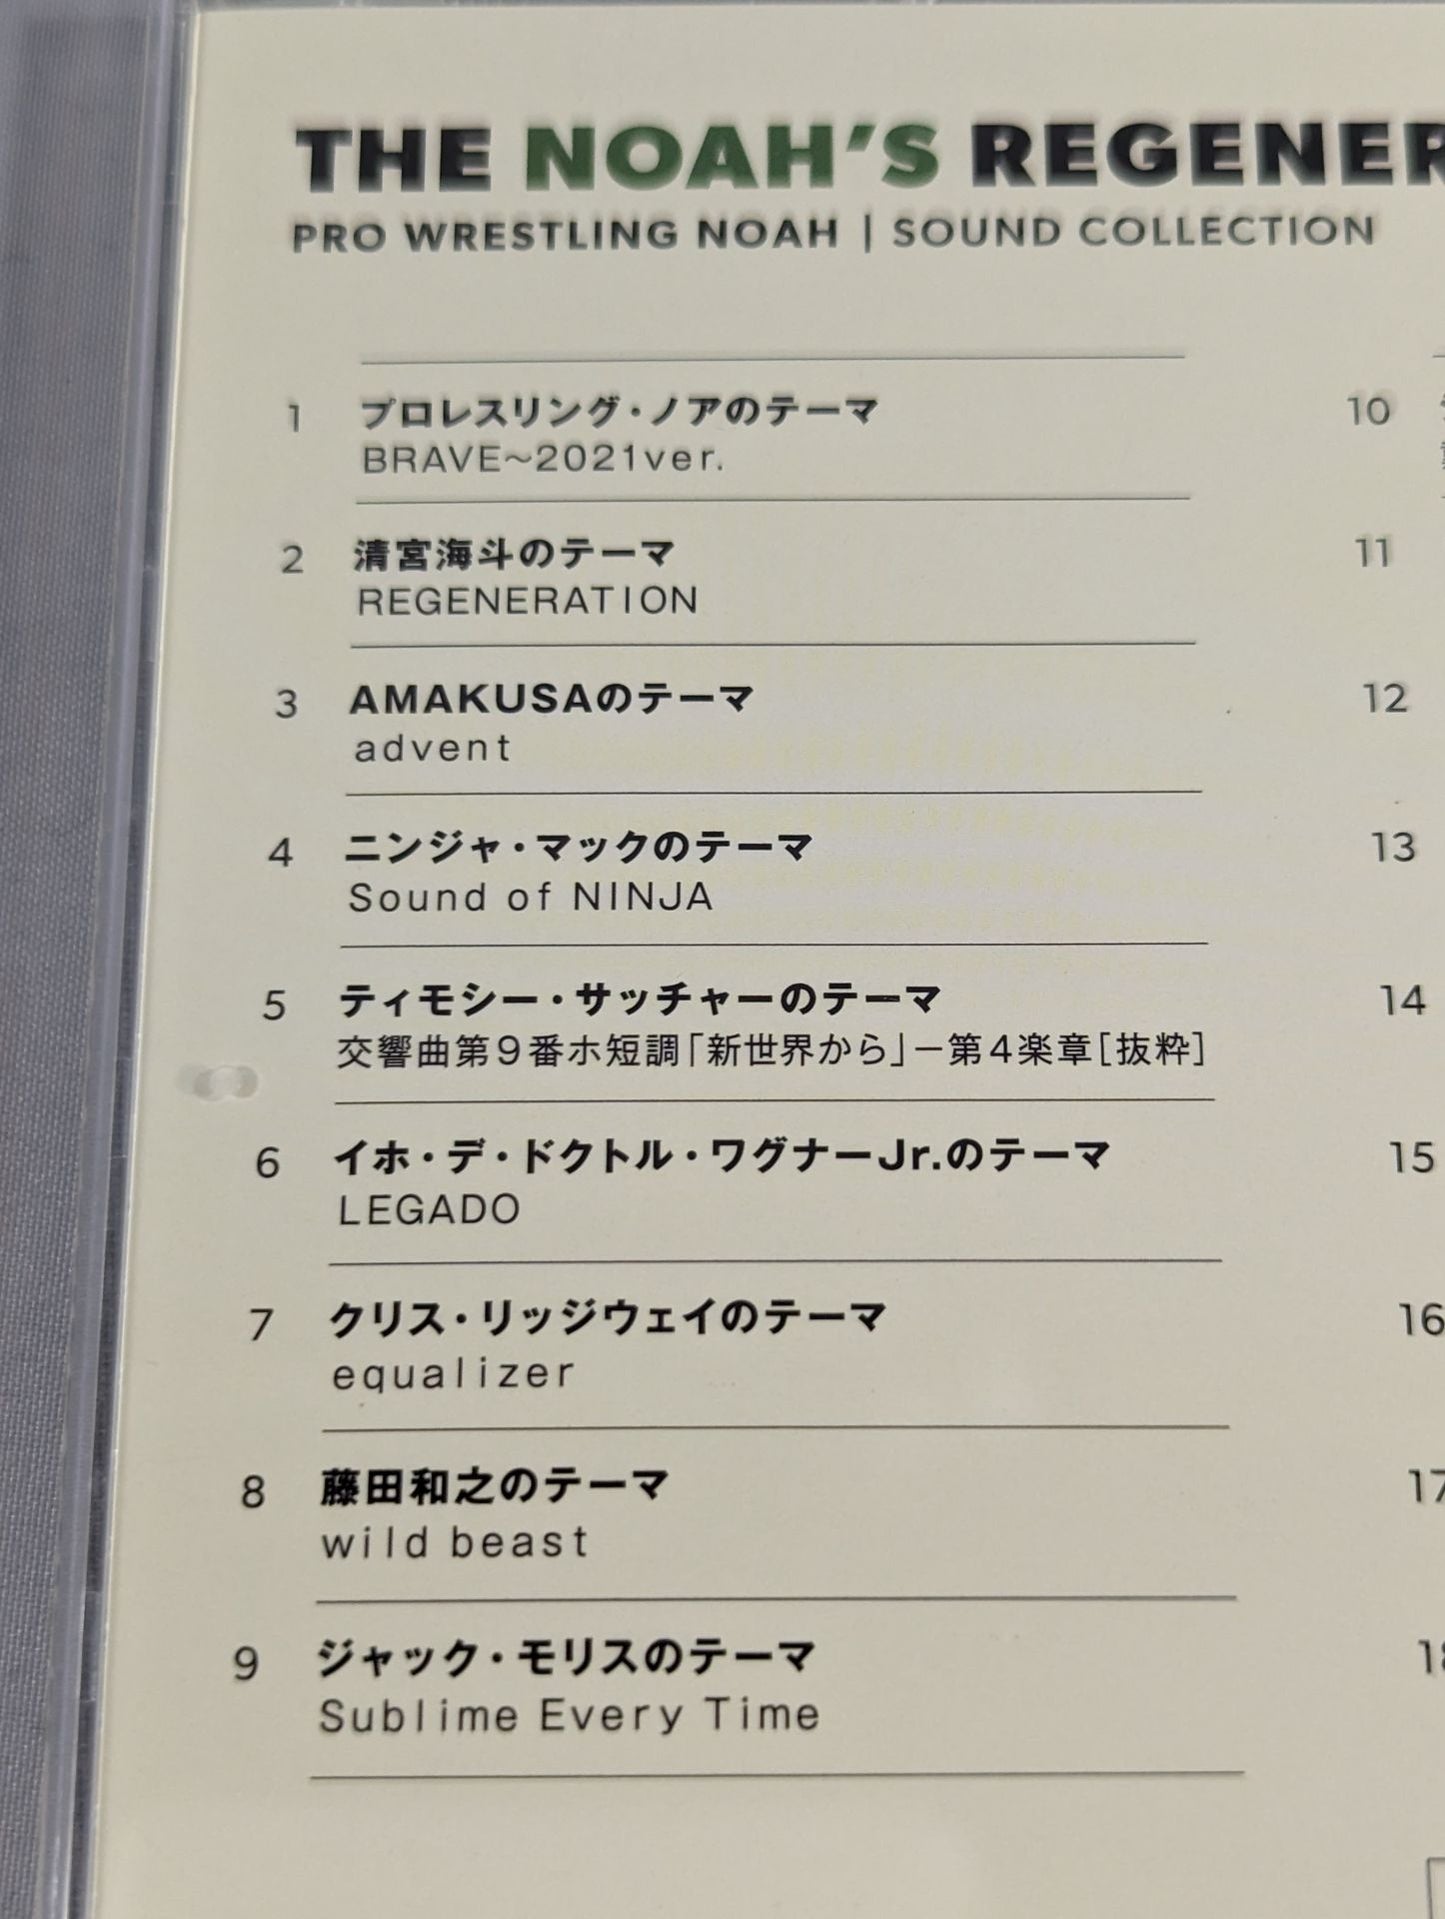 THE NOAH'S REGENER
PRO WRESTLING NOAH | SOUND COLLECTION
1 プロレスリング・ノアのテーマ
BRAVE～2021ver.
2 清宮海斗のテーマ
REGENERATION
3 AMAKUSAのテーマ
advent
4 ニンジャ・マックのテーマ
Sound of NINJA
5 ティモシー・サッチャーのテーマ
交響曲第9番ホ短調「新世界から」－第4楽章[抜粋]
6 イホ・デ・ドクトル・ワグナーJr.のテーマ
LEGADO
7 クリス・リッジウェイのテーマ
equalizer
8 藤田和之のテーマ
wild beast
9 ジャック・モリスのテーマ
Sublime Every Time
10
11
12
13
14
15
16
17
18